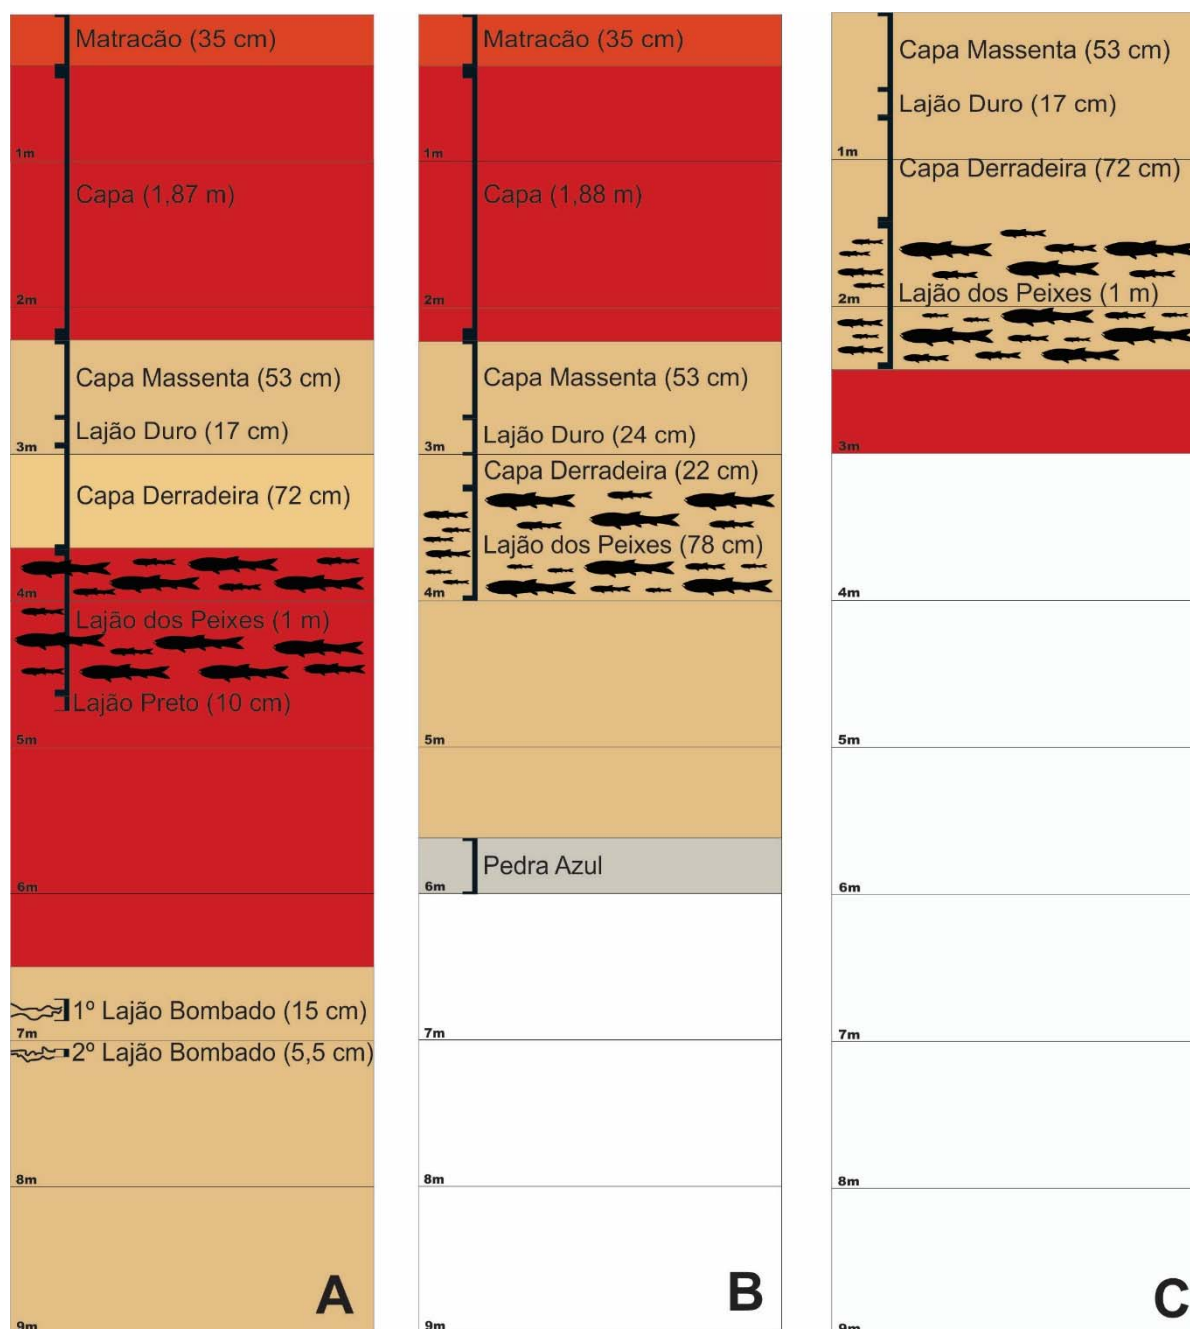 Matracão (35 cm)
1m
Capa (1,87 m)
2m
Capa Massenta (53 cm)
Lajão Duro (17 cm)
3m
Capa Derradeira (72 cm)
4m
Lajão dos Peixes (1 m)
Lajão Preto (10 cm)
5m
6m
1º Lajão Bombado (15 cm)
7m
2º Lajão Bombado (5,5 cm)
8m
A
9m
Matracão (35 cm)
1m
Capa (1,88 m)
2m
Capa Massenta (53 cm)
Lajão Duro (24 cm)
3m
Capa Derradeira (22 cm)
Lajão dos Peixes (78 cm)
4m
5m
Pedra Azul
6m
7m
8m
B
9m
Capa Massenta (53 cm)
Lajão Duro (17 cm)
1m
Capa Derradeira (72 cm)
Lajão dos Peixes (1 m)
2m
3m
4m
5m
6m
7m
8m
C
9m